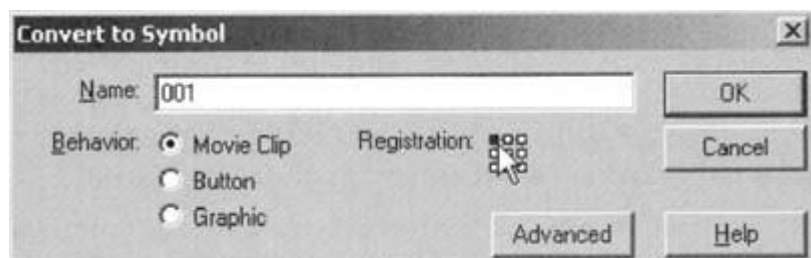 Convert to Symbol
Name: 001 OK
Behavior: Movie Clip Registration: Cancel
Button
Graphic
Advanced Help